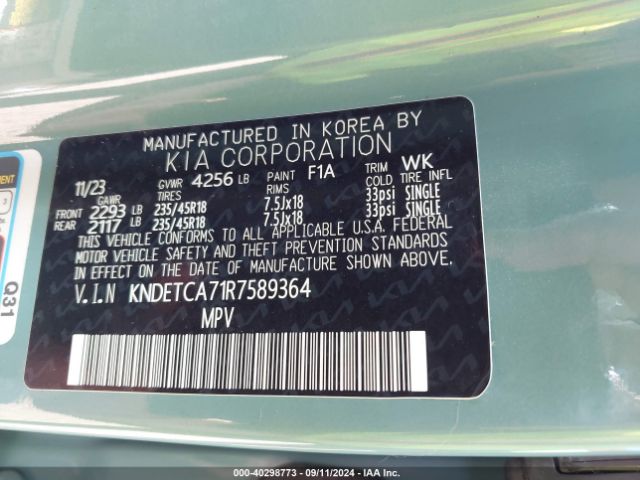 MANUFACTURED IN KOREA BY
KIA CORPORATION
11/23 GVWR 4256 LB PAINT F1A TRIM WK
GAWR TIRES RIMS COLD TIRE INFL
FRONT 2293 LB 235/45R18 7.5Jx18 33psi SINGLE
REAR 2117 LB 235/45R18 7.5Jx18 33psi SINGLE
THIS VEHICLE CONFORMS TO ALL APPLICABLE U.S.A. FEDERAL
MOTOR VEHICLE SAFETY AND THEFT PREVENTION STANDARDS
IN EFFECT ON THE DATE OF MANUFACTURE SHOWN ABOVE.
V.I.N KNDETCA71R7589364
MPV
3
Q31
000-40298773 - 09/11/2024 - IAA Inc.